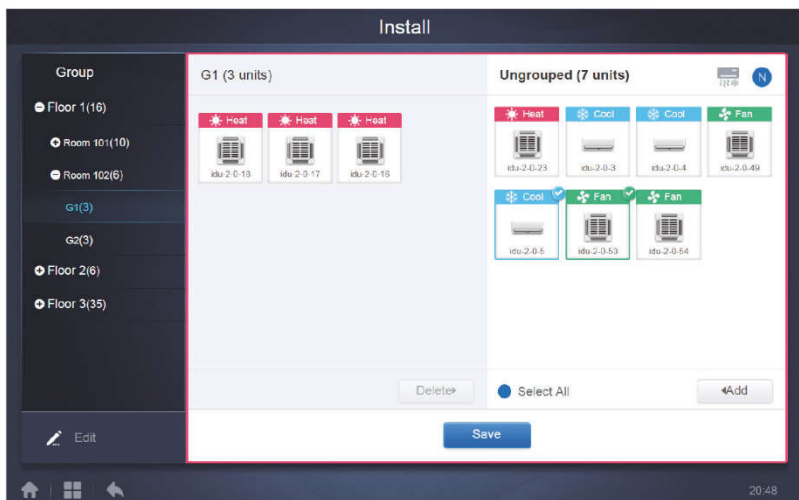 Install
Group
Floor 1(16)
Room 101(10)
Room 102(6)
G1(3)
G2(3)
Floor 2(6)
Floor 3(35)
Edit
G1 (3 units)
Heat Heat Heat
idu-2-0-18 idu-2-0-17 idu-2-0-16
Delete
Ungrouped (7 units)
N
Heat Cool Cool Fan
idu-2-0-23 idu-2-0-3 idu-2-0-4 idu-2-0-49
Cool Fan Fan
idu-2-0-5 idu-2-0-53 idu-2-0-54
Select All
Add
Save
20:48